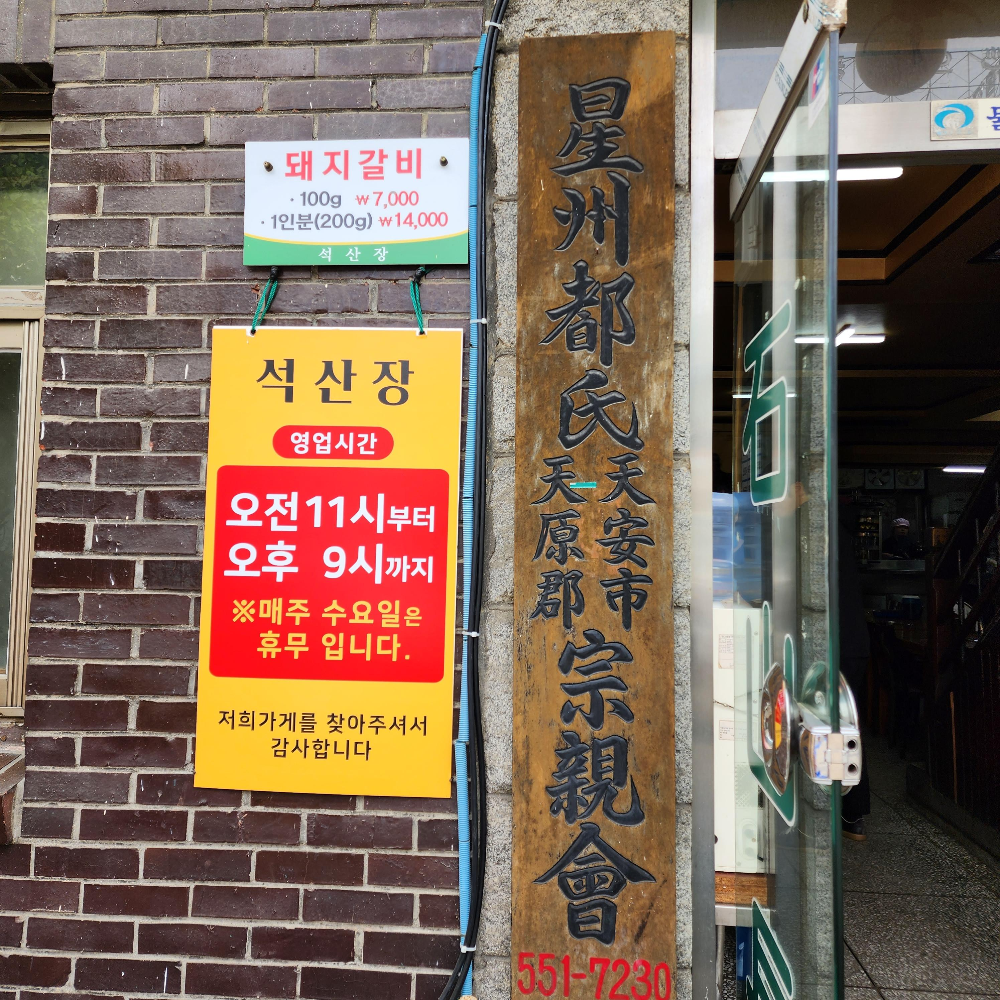 돼지갈비
· 100g ₩7,000
· 1인분(200g) ₩14,000
석산장
석산장
영업시간
오전 11시부터
오후 9시까지
※매주 수요일은
휴무 입니다.
저희가게를 찾아주셔서
감사합니다
星州都氏
天安市
天原郡
宗親會
551-7230
石
山